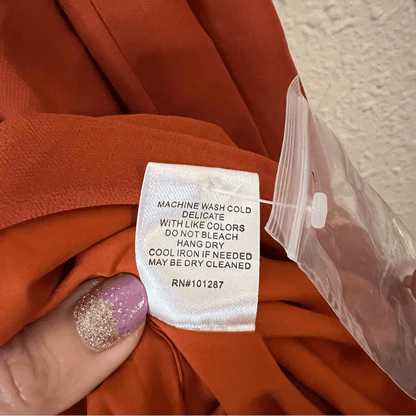 MACHINE WASH COLD
DELICATE
WITH LIKE COLORS
DO NOT BLEACH
HANG DRY
COOL IRON IF NEEDED
MAY BE DRY CLEANED
RN#101287